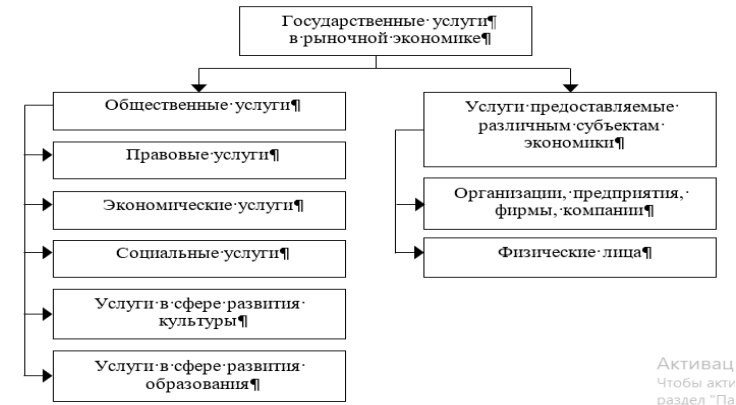 Государственные услуги¶
в рыночной экономике¶
Общественные услуги¶
Правовые услуги¶
Экономические услуги¶
Социальные услуги¶
Услуги в сфере развития
культуры¶
Услуги в сфере развития
образования¶
Услуги предоставляемые
различным субъектам
экономики¶
Организации, предприятия,
фирмы, компании¶
Физические лица¶
Активац
Чтобы акти
раздел "Па